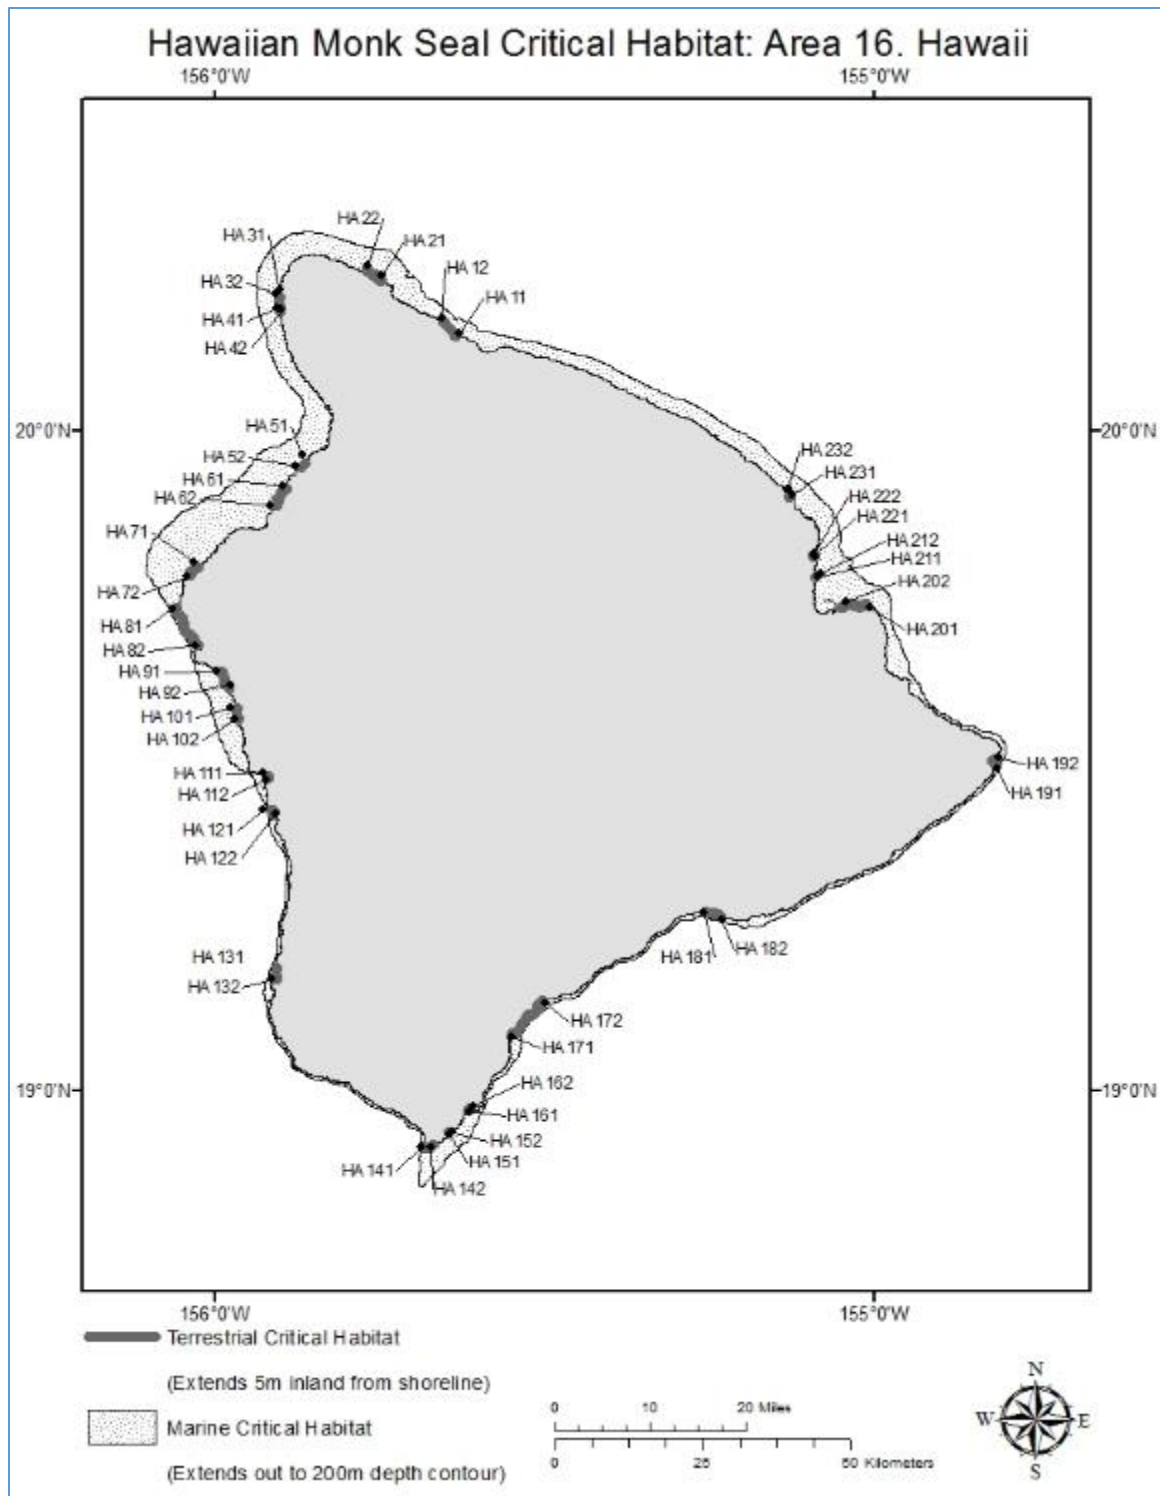 Hawaiian Monk Seal Critical Habitat: Area 16. Hawaii
156°0'W 155°0'W
HA 22
HA 31
HA 21
HA 12
HA 32
HA 11
HA 41
HA 42
20°0'N 20°0'N
HA 51
HA 232
HA 52
HA 231
HA 61
HA 62
HA 222
HA 221
HA 71
HA 212
HA 211
HA 202
HA 72
HA 81
HA 201
HA 82
HA 91
HA 92
HA 101
HA 102
HA 192
HA 111
HA 191
HA 112
HA 121
HA 122
HA 182
HA 131
HA 181
HA 132
HA 172
HA 171
HA 162
19°0'N 19°0'N
HA 161
HA 152
HA 151
HA 141
HA 142
156°0'W 155°0'W
Terrestrial Critical Habitat
(Extends 5m inland from shoreline)
Marine Critical Habitat
(Extends out to 200m depth contour)
0 10 20 Miles
0 25 50 Kilometers
N
W E
S